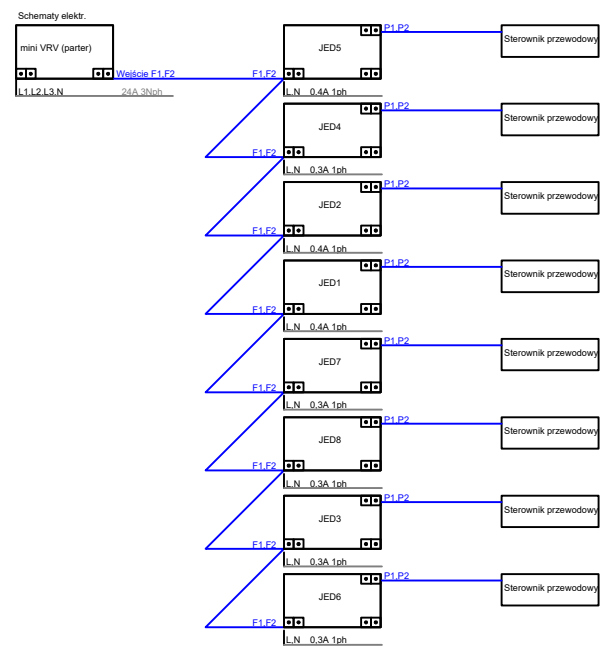 Schematy elektr.
mini VRV (parter)
Wejście F1,F2
L1.L2.L3.N 24A 3Nph
JED5
P1,P2
Sterownik przewodowy
F1,F2
L,N 0,4A 1ph
JED4
P1,P2
Sterownik przewodowy
F1,F2
L,N 0,3A 1ph
JED2
P1,P2
Sterownik przewodowy
F1,F2
L,N 0,4A 1ph
JED1
P1,P2
Sterownik przewodowy
F1,F2
L,N 0,4A 1ph
JED7
P1,P2
Sterownik przewodowy
F1,F2
L,N 0,3A 1ph
JED8
P1,P2
Sterownik przewodowy
F1,F2
L,N 0,3A 1ph
JED3
P1,P2
Sterownik przewodowy
F1,F2
L,N 0,3A 1ph
JED6
P1,P2
Sterownik przewodowy
F1,F2
L,N 0,3A 1ph